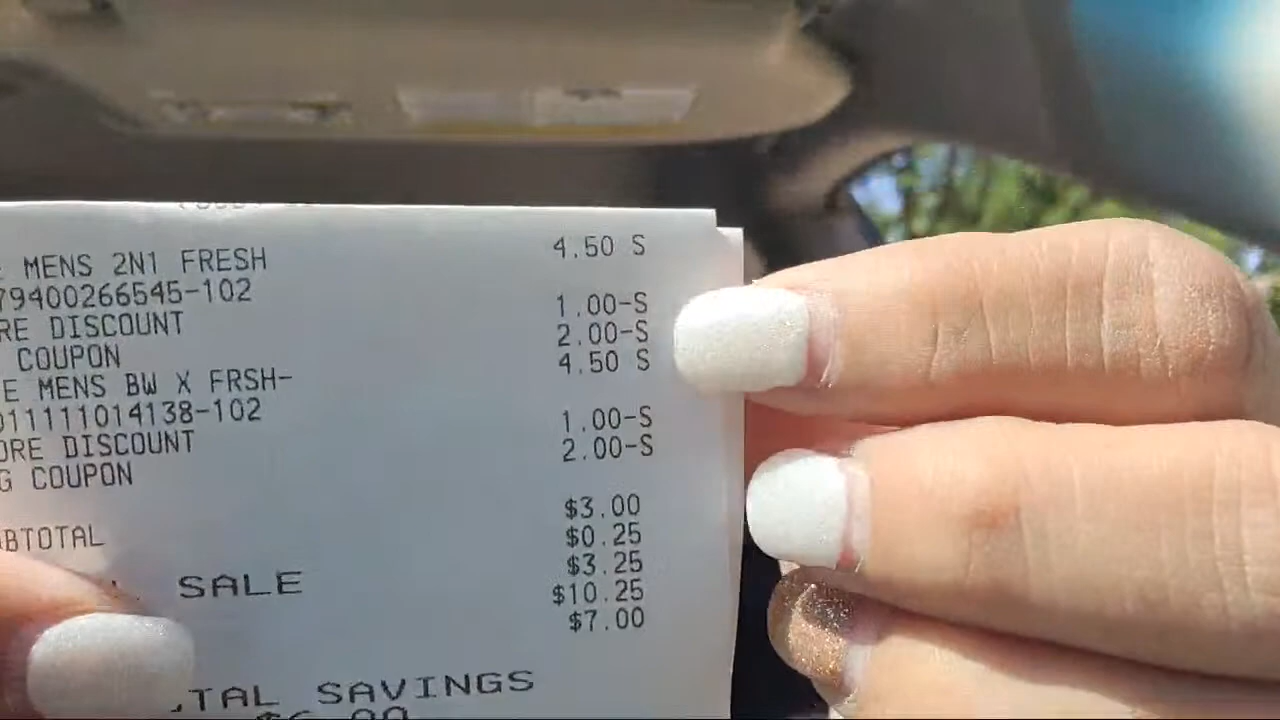 MENS 2N1 FRESH 4.50 S
79400266545-102
RE DISCOUNT 1.00-S
COUPON 2.00-S
E MENS BW X FRSH- 4.50 S
011111014138-102
ORE DISCOUNT 1.00-S
G COUPON 2.00-S
BTOTAL $3.00
$0.25
SALE $3.25
$10.25
$7.00
TAL SAVINGS